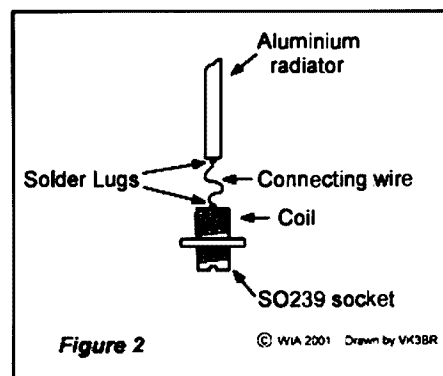 Aluminium
radiator
Solder Lugs
Connecting wire
Coil
SO239 socket
Figure 2
© WIA 2001 Drawn by VK3BR